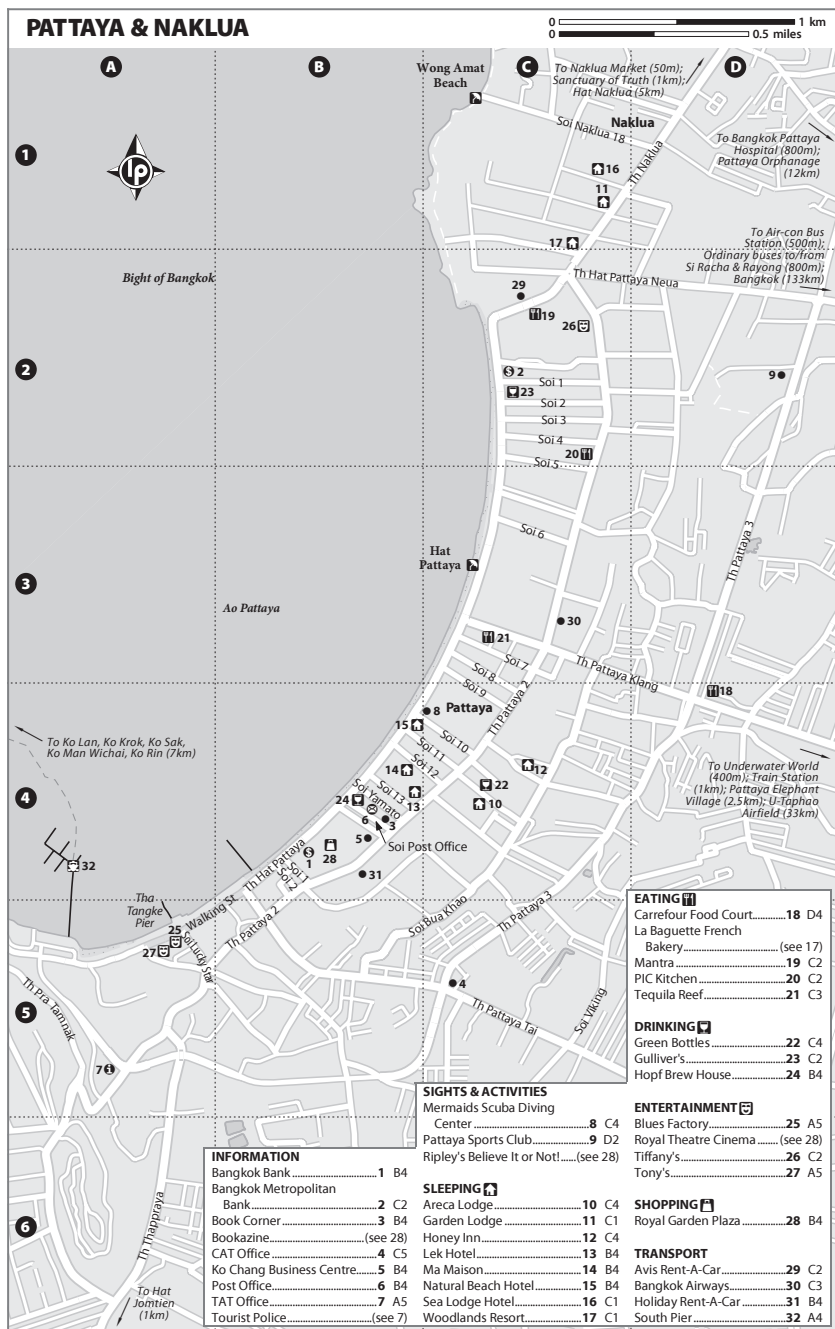 PATTAYA & NAKLUA
0 1 km
0 0.5 miles
A
B
C
D
Wong Amat
Beach
To Naklua Market (50m);
Sanctuary of Truth (1km);
Hat Naklua (5km)
Soi Naklua 18
Naklua
Th Naklua
To Bangkok Pattaya
Hospital (800m);
Pattaya Orphanage
(12km)
1
lp
16
11
17
To Air-con Bus
Station (500m);
Ordinary buses to/from
Si Racha & Rayong (800m);
Bangkok (133km)
Bight of Bangkok
Th Hat Pattaya Neua
29
19
26
2
2
9
Soi 1
23
Soi 2
Soi 3
Soi 4
20
Soi 5
Soi 6
Hat
Pattaya
Th Pattaya 3
3
Ao Pattaya
30
21
Soi 7
Th Pattaya Klang
Soi 8
Soi 9
18
8
Pattaya
Th Pattaya 2
15
Soi 10
Soi 11
Soi 12
To Ko Lan, Ko Krok, Ko Sak,
Ko Man Wichai, Ko Rin (7km)
14
12
To Underwater World
(400m); Train Station
(1km); Pattaya Elephant
Village (2.5km); U-Taphao
Airfield (33km)
4
Soi 13
13
22
24
Soi Yamato
10
6
3
5
Soi Post Office
Th Hat Pattaya
1
28
Soi 1
Soi 2
32
31
Tha
Tangke
Pier
Walking St
25
27
Soi Lucky Star
Th Pattaya 2
Soi Bua Khao
Th Pattaya 3
4
Th Pattaya Tai
Soi Viking
Th Pra Tamnak
5
7
6
Th Thappraya
To Hat
Jomtien
(1km)
INFORMATION
Bangkok Bank 1 B4
Bangkok Metropolitan
Bank 2 C2
Book Corner 3 B4
Bookazine (see 28)
CAT Office 4 C5
Ko Chang Business Centre 5 B4
Post Office 6 B4
TAT Office 7 A5
Tourist Police (see 7)
SIGHTS & ACTIVITIES
Mermaids Scuba Diving
Center 8 C4
Pattaya Sports Club 9 D2
Ripley's Believe It or Not! (see 28)
SLEEPING
Areca Lodge 10 C4
Garden Lodge 11 C1
Honey Inn 12 C4
Lek Hotel 13 B4
Ma Maison 14 B4
Natural Beach Hotel 15 B4
Sea Lodge Hotel 16 C1
Woodlands Resort 17 C1
EATING
Carrefour Food Court 18 D4
La Baguette French
Bakery (see 17)
Mantra 19 C2
PIC Kitchen 20 C2
Tequila Reef 21 C3
DRINKING
Green Bottles 22 C4
Gulliver's 23 C2
Hopf Brew House 24 B4
ENTERTAINMENT
Blues Factory 25 A5
Royal Theatre Cinema (see 28)
Tiffany's 26 C2
Tony's 27 A5
SHOPPING
Royal Garden Plaza 28 B4
TRANSPORT
Avis Rent-A-Car 29 C2
Bangkok Airways 30 C3
Holiday Rent-A-Car 31 B4
South Pier 32 A4